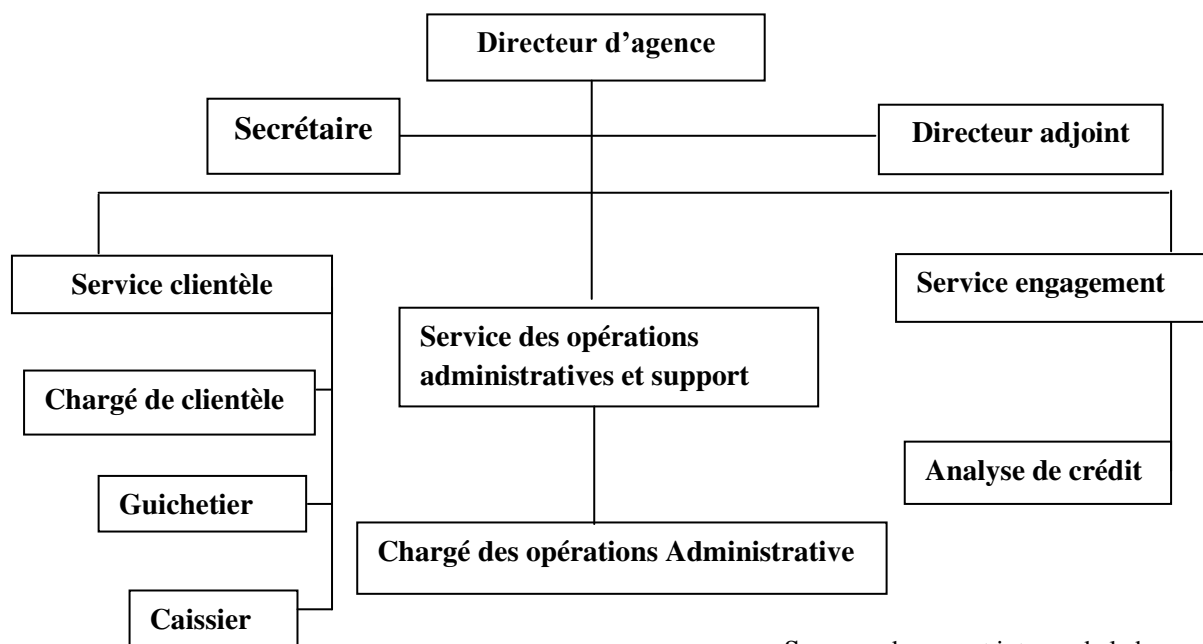 Directeur d’agence
Secrétaire
Directeur adjoint
Service clientèle
Service engagement
Service des opérations
administratives et support
Chargé de clientèle
Analyse de crédit
Guichetier
Chargé des opérations Administrative
Caissier